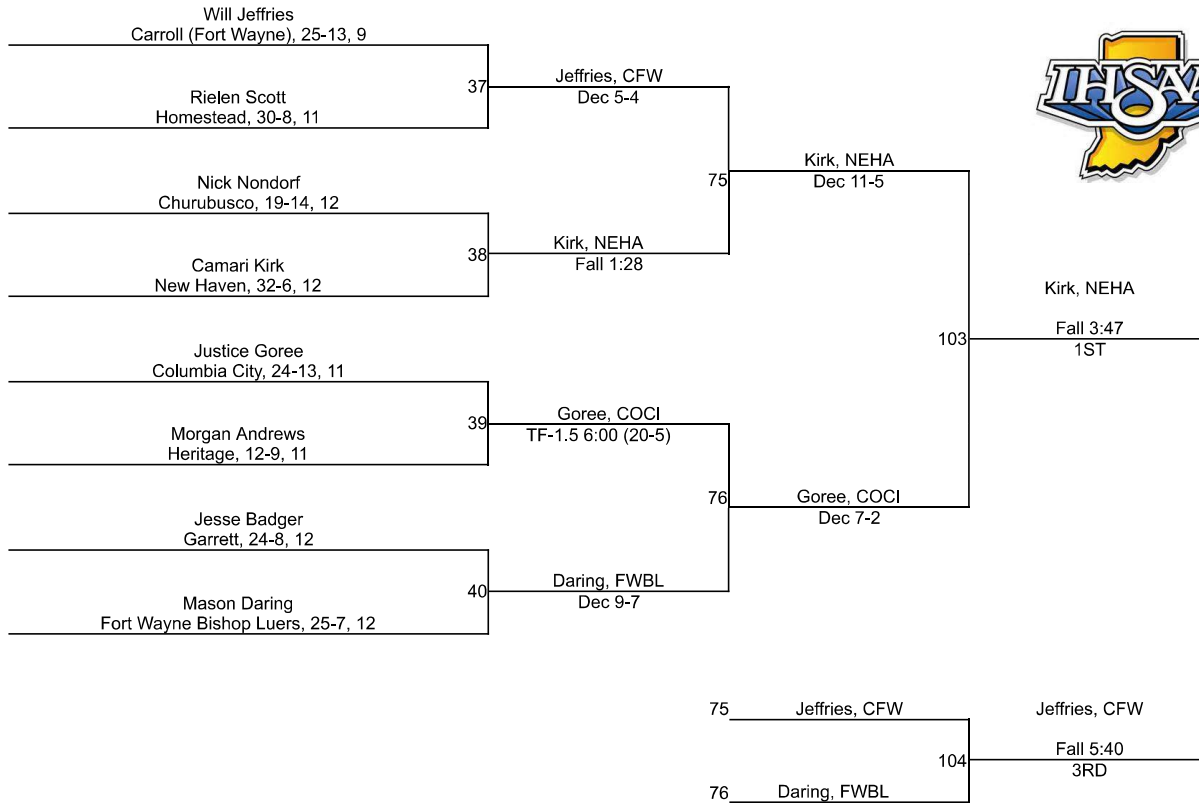 Will Jeffries
Carroll (Fort Wayne), 25-13, 9
Rielen Scott
Homestead, 30-8, 11
37
Jeffries, CFW
Dec 5-4
Nick Nondorf
Churubusco, 19-14, 12
Camari Kirk
New Haven, 32-6, 12
38
Kirk, NEHA
Fall 1:28
75
Kirk, NEHA
Dec 11-5
Justice Goree
Columbia City, 24-13, 11
Morgan Andrews
Heritage, 12-9, 11
39
Goree, COCI
TF-1.5 6:00 (20-5)
Jesse Badger
Garrett, 24-8, 12
Mason Daring
Fort Wayne Bishop Luers, 25-7, 12
40
Daring, FWBL
Dec 9-7
76
Goree, COCI
Dec 7-2
103
Kirk, NEHA
Fall 3:47
1ST
IHSAA
75 Jeffries, CFW
76 Daring, FWBL
104
Jeffries, CFW
Fall 5:40
3RD